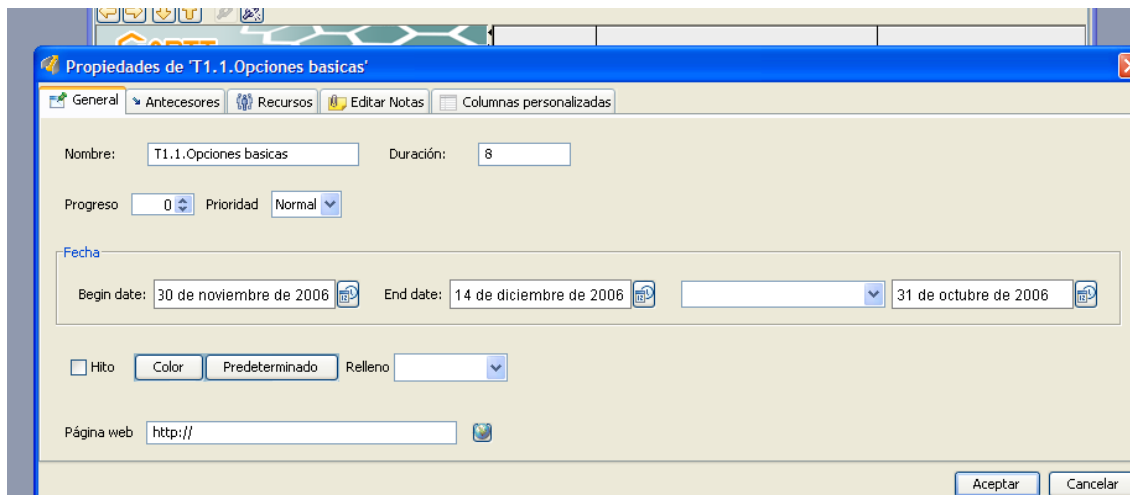 Propiedades de 'T1.1.Opciones basicas'
General Antecesores Recursos Editar Notas Columnas personalizadas
Nombre: T1.1.Opciones basicas Duración: 8
Progreso 0 Prioridad Normal
Fecha
Begin date: 30 de noviembre de 2006 End date: 14 de diciembre de 2006 31 de octubre de 2006
Hito Color Predeterminado Relleno
Página web http://
Aceptar Cancelar